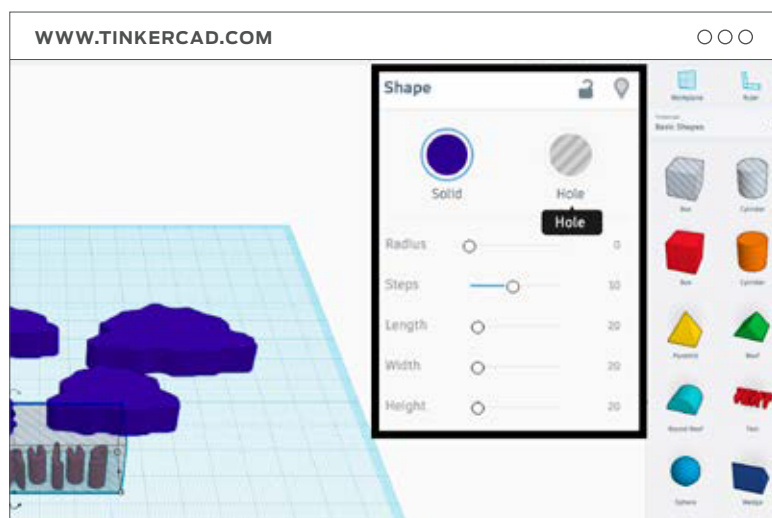 WWW.TINKERCAD.COM
Shape
Solid
Hole
Hole
Radius 0
Steps 10
Length 20
Width 20
Height 20
Workplane
Ruler
Tinkercad
Basic Shapes
Box
Cylinder
Box
Cylinder
Pyramid
Roof
Round Roof
Text
Sphere
Wedge